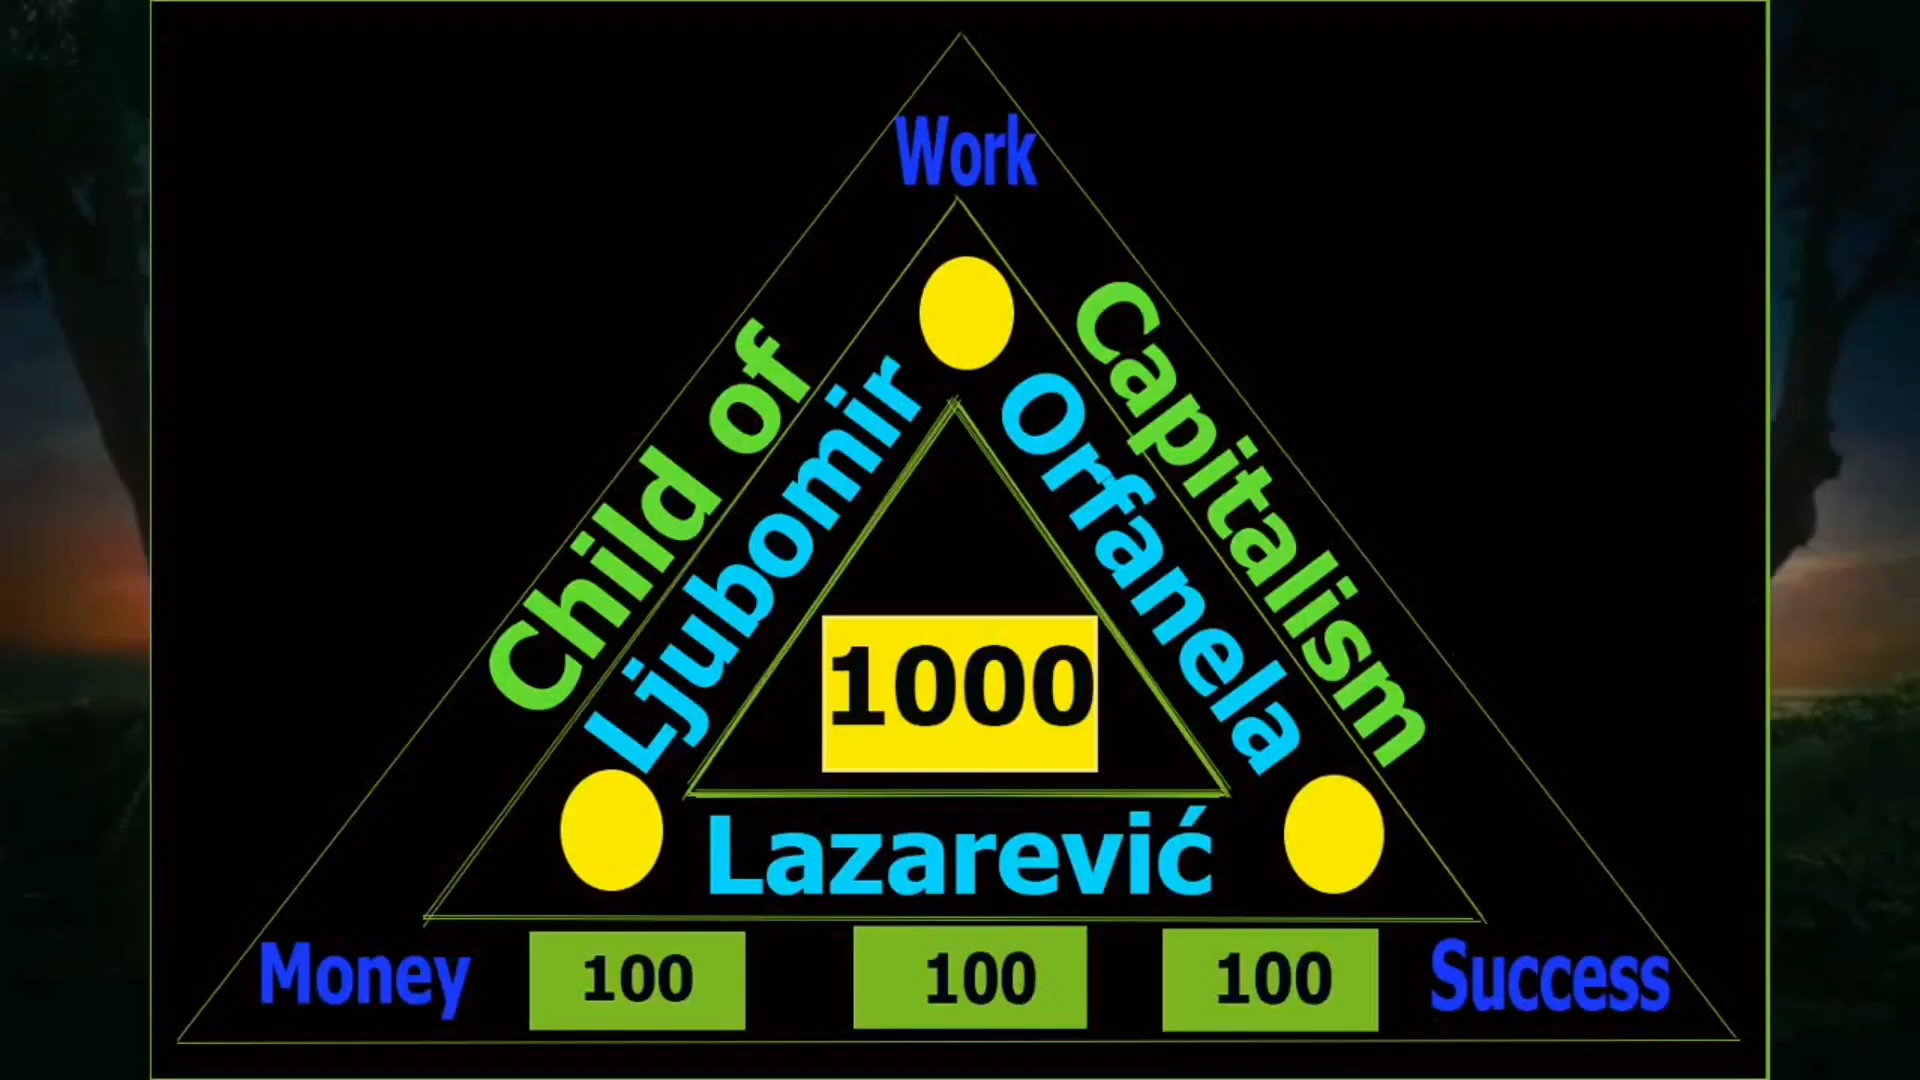 Work
Child of
Capitalism
Ljubomir
Orfanela
1000
Lazarević
Money
100
100
100
Success